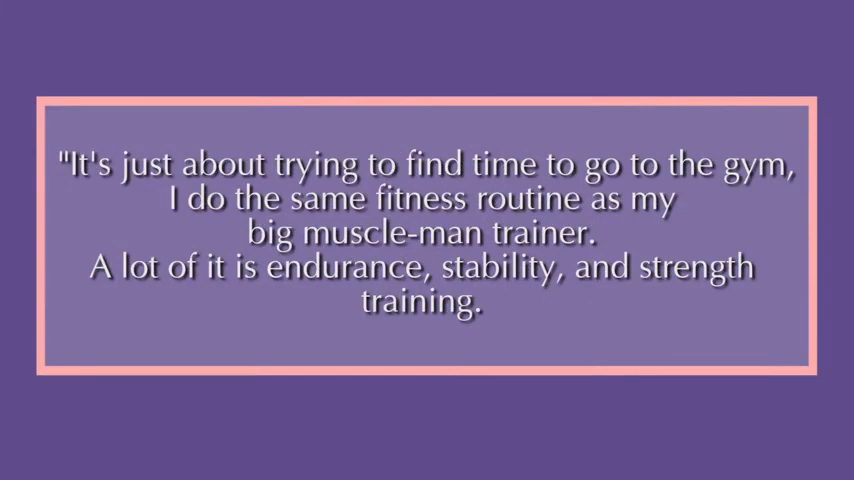 "It's just about trying to find time to go to the gym,
I do the same fitness routine as my
big muscle-man trainer.
A lot of it is endurance, stability, and strength
training.